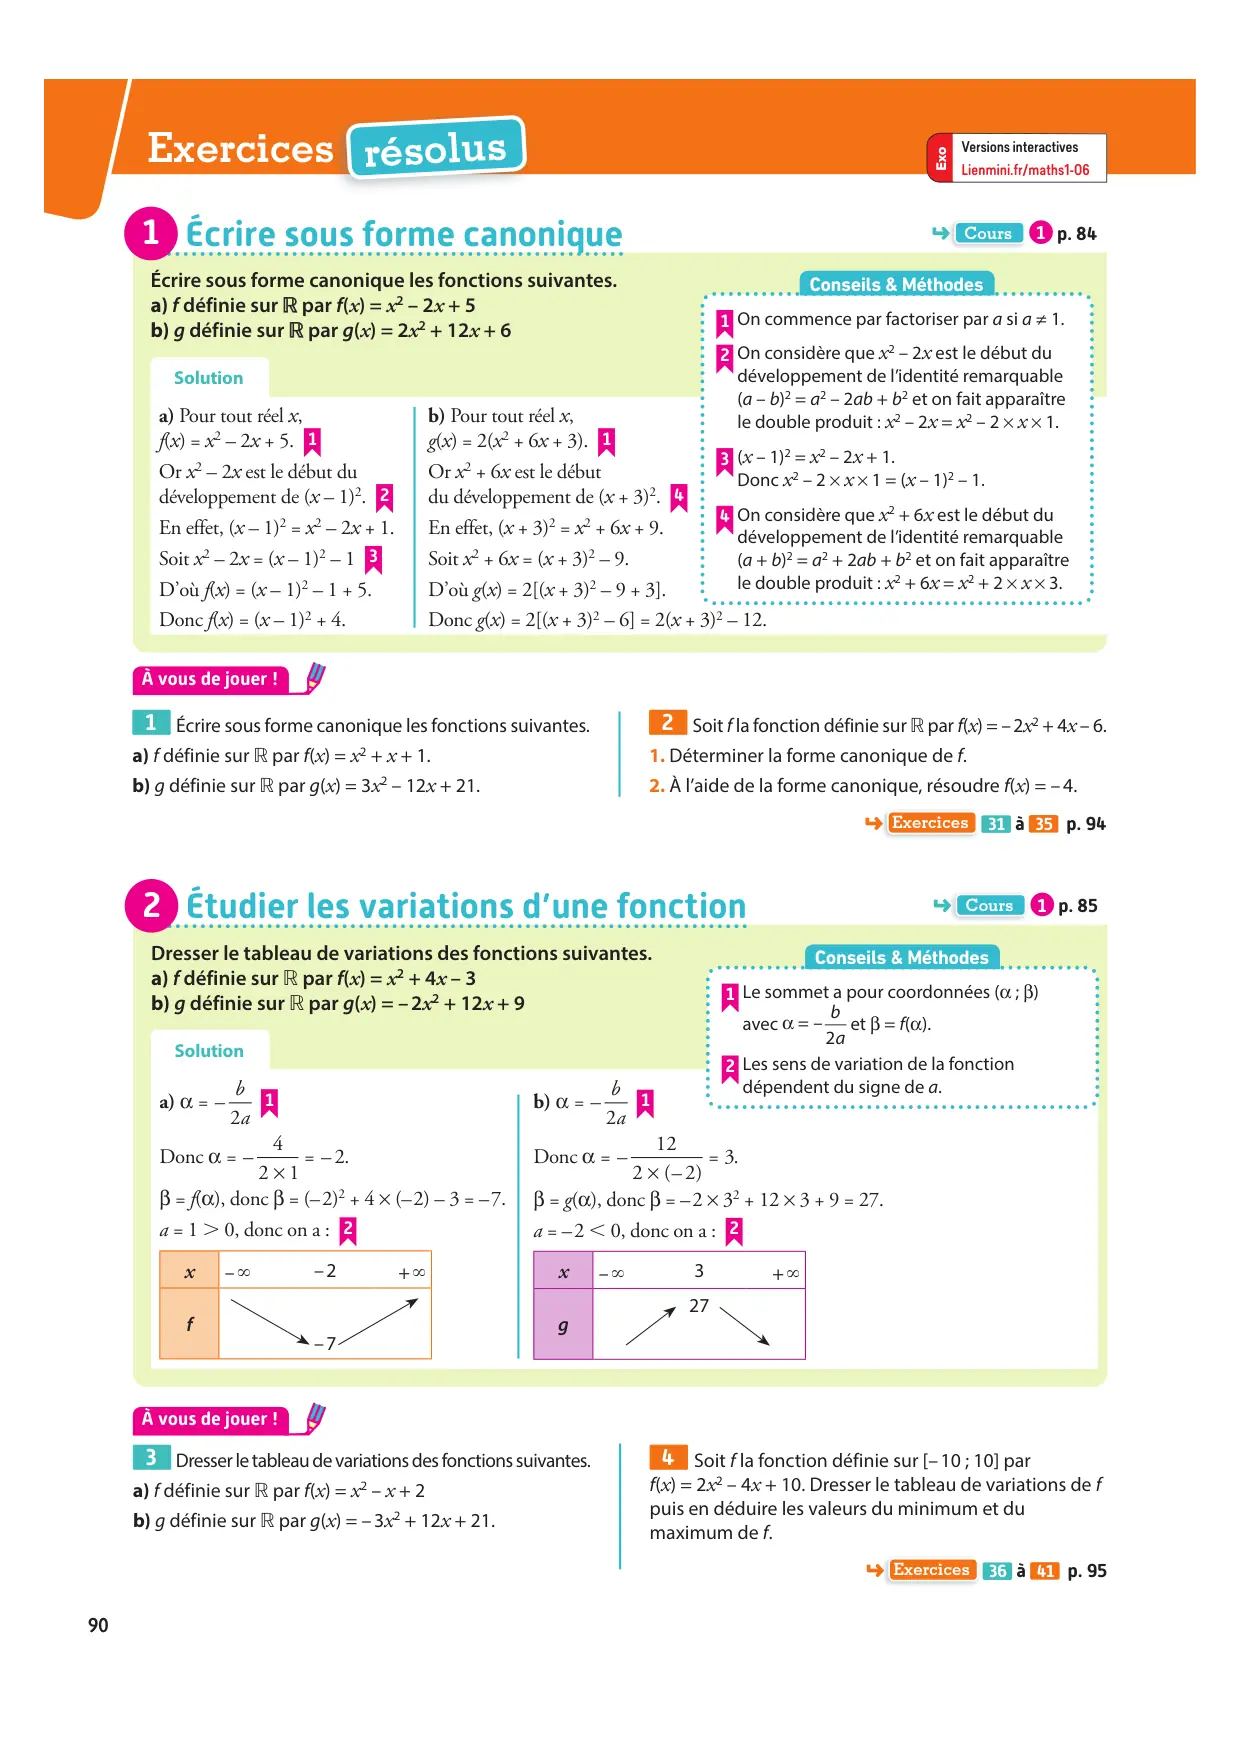 Exercices résolus
Exo
Versions interactives
Lienmini.fr/maths1-06
1 Écrire sous forme canonique
Cours 1 p. 84
Écrire sous forme canonique les fonctions suivantes.
a) f définie sur ℝ par f(x) = x² – 2x + 5
b) g définie sur ℝ par g(x) = 2x² + 12x + 6
Solution
a) Pour tout réel x,
f(x) = x² – 2x + 5. 1
Or x² – 2x est le début du
développement de (x – 1)². 2
En effet, (x – 1)² = x² – 2x + 1.
Soit x² – 2x = (x – 1)² – 1 3
D’où f(x) = (x – 1)² – 1 + 5.
Donc f(x) = (x – 1)² + 4.
b) Pour tout réel x,
g(x) = 2(x² + 6x + 3). 1
Or x² + 6x est le début
du développement de (x + 3)². 4
En effet, (x + 3)² = x² + 6x + 9.
Soit x² + 6x = (x + 3)² – 9.
D’où g(x) = 2[(x + 3)² – 9 + 3].
Donc g(x) = 2[(x + 3)² – 6] = 2(x + 3)² – 12.
Conseils & Méthodes
1 On commence par factoriser par a si a ≠ 1.
2 On considère que x² – 2x est le début du
développement de l’identité remarquable
(a – b)² = a² – 2ab + b² et on fait apparaître
le double produit : x² – 2x = x² – 2 × x × 1.
3 (x – 1)² = x² – 2x + 1.
Donc x² – 2 × x × 1 = (x – 1)² – 1.
4 On considère que x² + 6x est le début du
développement de l’identité remarquable
(a + b)² = a² + 2ab + b² et on fait apparaître
le double produit : x² + 6x = x² + 2 × x × 3.
À vous de jouer !
1 Écrire sous forme canonique les fonctions suivantes.
a) f définie sur ℝ par f(x) = x² + x + 1.
b) g définie sur ℝ par g(x) = 3x² – 12x + 21.
2 Soit f la fonction définie sur ℝ par f(x) = – 2x² + 4x – 6.
1. Déterminer la forme canonique de f.
2. À l’aide de la forme canonique, résoudre f(x) = – 4.
Exercices 31 à 35 p. 94
2 Étudier les variations d’une fonction
Cours 1 p. 85
Dresser le tableau de variations des fonctions suivantes.
a) f définie sur ℝ par f(x) = x² + 4x – 3
b) g définie sur ℝ par g(x) = – 2x² + 12x + 9
Conseils & Méthodes
1 Le sommet a pour coordonnées (α ; β)
avec α = – b/2a et β = f(α).
2 Les sens de variation de la fonction
dépendent du signe de a.
Solution
a) α = – b/2a 1
Donc α = – 4/(2 × 1) = – 2.
β = f(α), donc β = (– 2)² + 4 × (– 2) – 3 = – 7.
a = 1 > 0, donc on a : 2
x – ∞ – 2 + ∞
f – 7
b) α = – b/2a 1
Donc α = – 12/(2 × (– 2)) = 3.
β = g(α), donc β = – 2 × 3² + 12 × 3 + 9 = 27.
a = – 2 < 0, donc on a : 2
x – ∞ 3 + ∞
g 27
À vous de jouer !
3 Dresser le tableau de variations des fonctions suivantes.
a) f définie sur ℝ par f(x) = x² – x + 2
b) g définie sur ℝ par g(x) = – 3x² + 12x + 21.
4 Soit f la fonction définie sur [– 10 ; 10] par
f(x) = 2x² – 4x + 10. Dresser le tableau de variations de f
puis en déduire les valeurs du minimum et du
maximum de f.
Exercices 36 à 41 p. 95
90